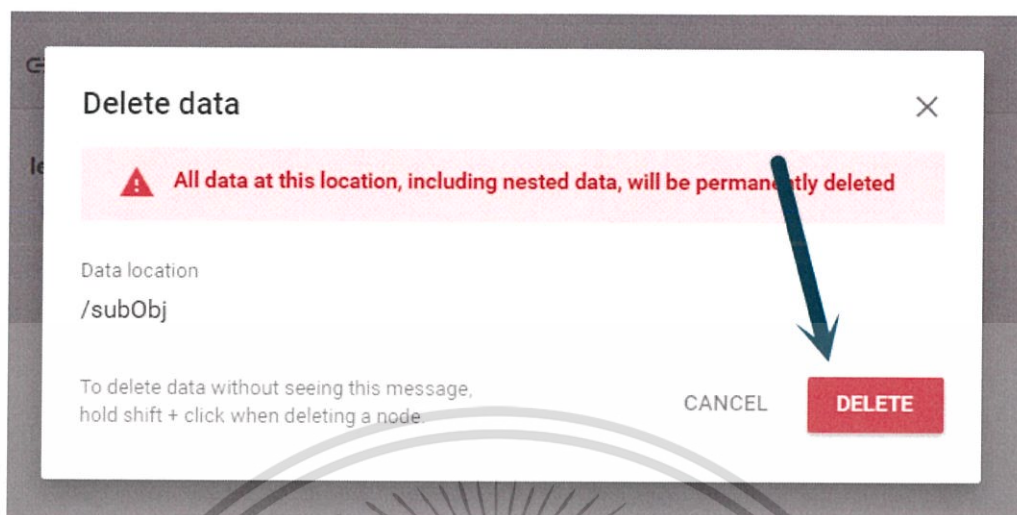 Delete data
All data at this location, including nested data, will be permanently deleted
Data location
/subObj
To delete data without seeing this message,
hold shift + click when deleting a node.
CANCEL
DELETE